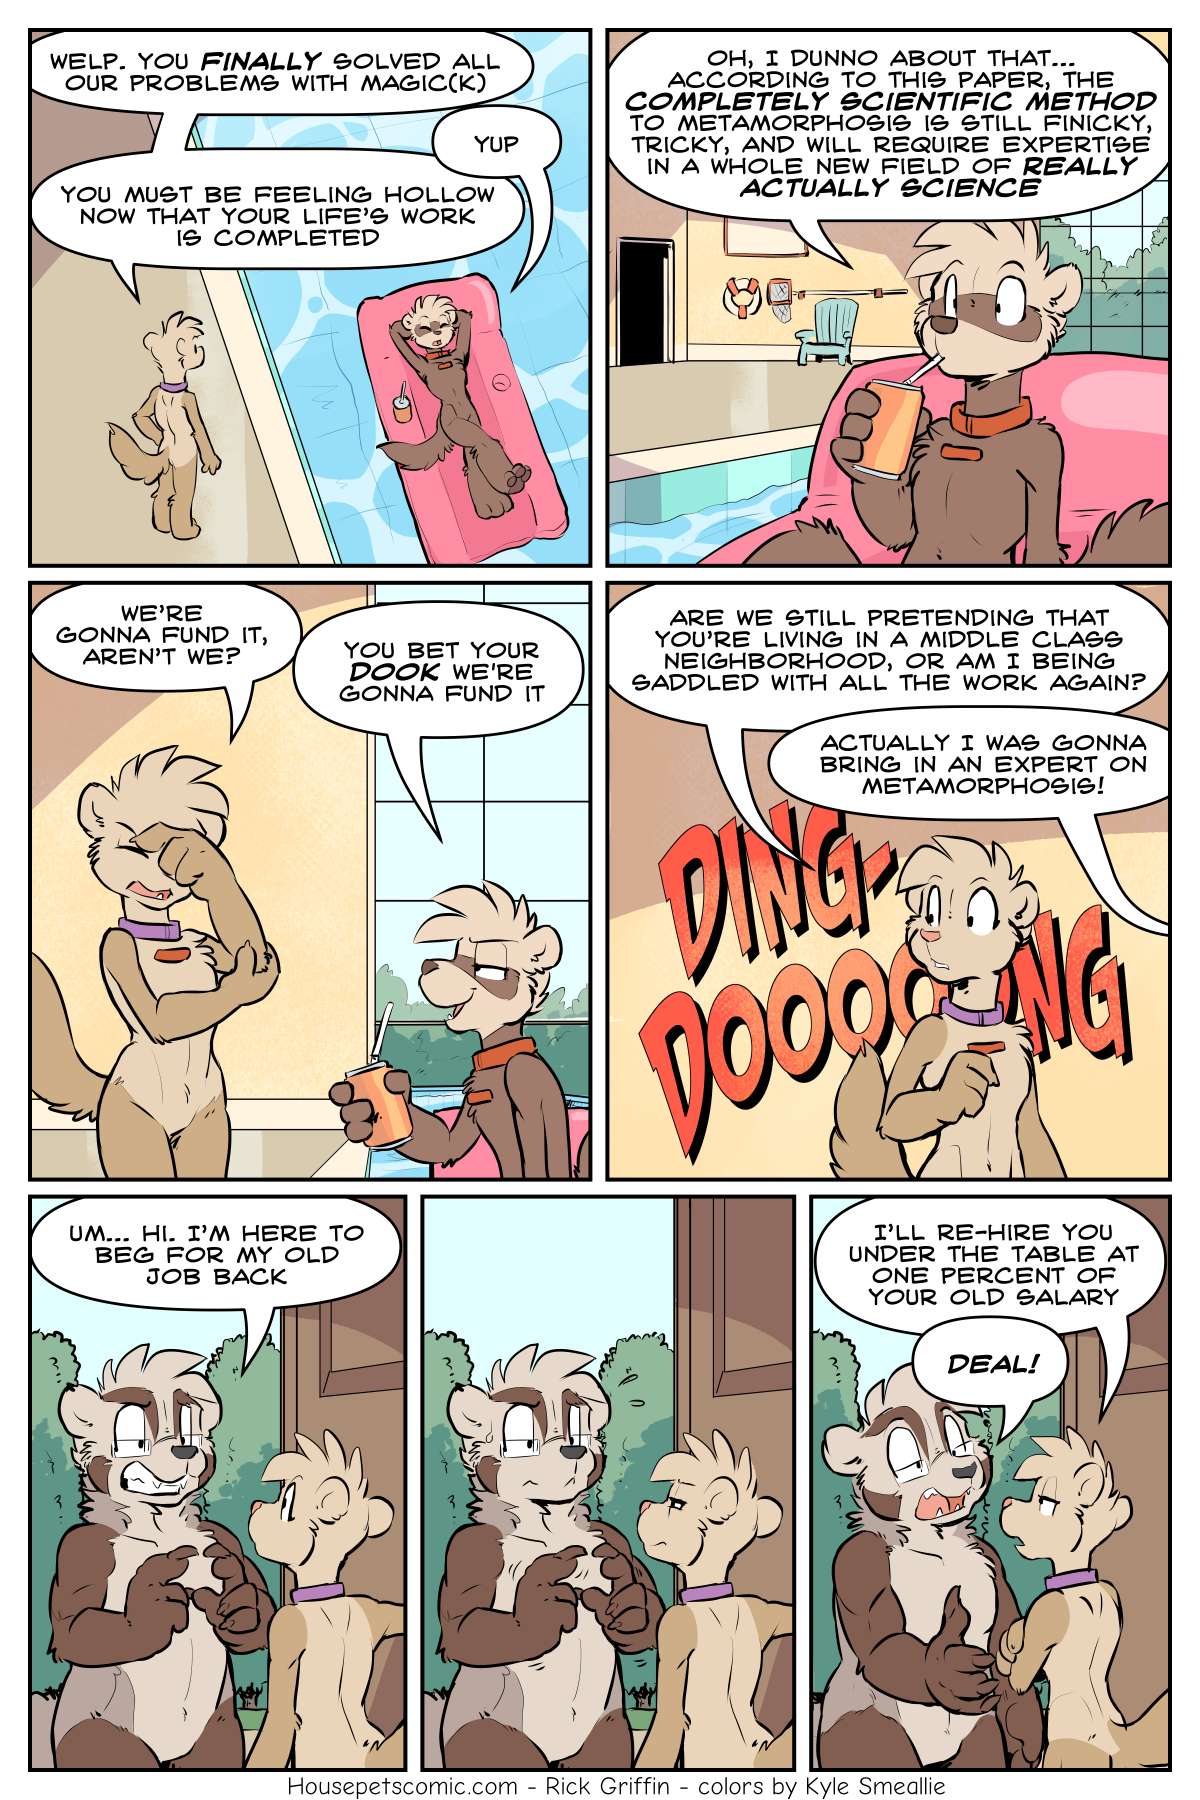 WELP. YOU FINALLY SOLVED ALL
OUR PROBLEMS WITH MAGIC(K)
YUP
YOU MUST BE FEELING HOLLOW
NOW THAT YOUR LIFE'S WORK
IS COMPLETED
OH, I DUNNO ABOUT THAT...
ACCORDING TO THIS PAPER, THE
COMPLETELY SCIENTIFIC METHOD
TO METAMORPHOSIS IS STILL FINICKY,
TRICKY, AND WILL REQUIRE EXPERTISE
IN A WHOLE NEW FIELD OF REALLY
ACTUALLY SCIENCE
WE'RE
GONNA FUND IT,
AREN'T WE?
YOU BET YOUR
DOOK WE'RE
GONNA FUND IT
ARE WE STILL PRETENDING THAT
YOU'RE LIVING IN A MIDDLE CLASS
NEIGHBORHOOD, OR AM I BEING
SADDLED WITH ALL THE WORK AGAIN?
ACTUALLY I WAS GONNA
BRING IN AN EXPERT ON
METAMORPHOSIS!
DING-
DOOOONG
UM... HI. I'M HERE TO
BEG FOR MY OLD
JOB BACK
I'LL RE-HIRE YOU
UNDER THE TABLE AT
ONE PERCENT OF
YOUR OLD SALARY
DEAL!
Housepetscomic.com - Rick Griffin - colors by Kyle Smeallie